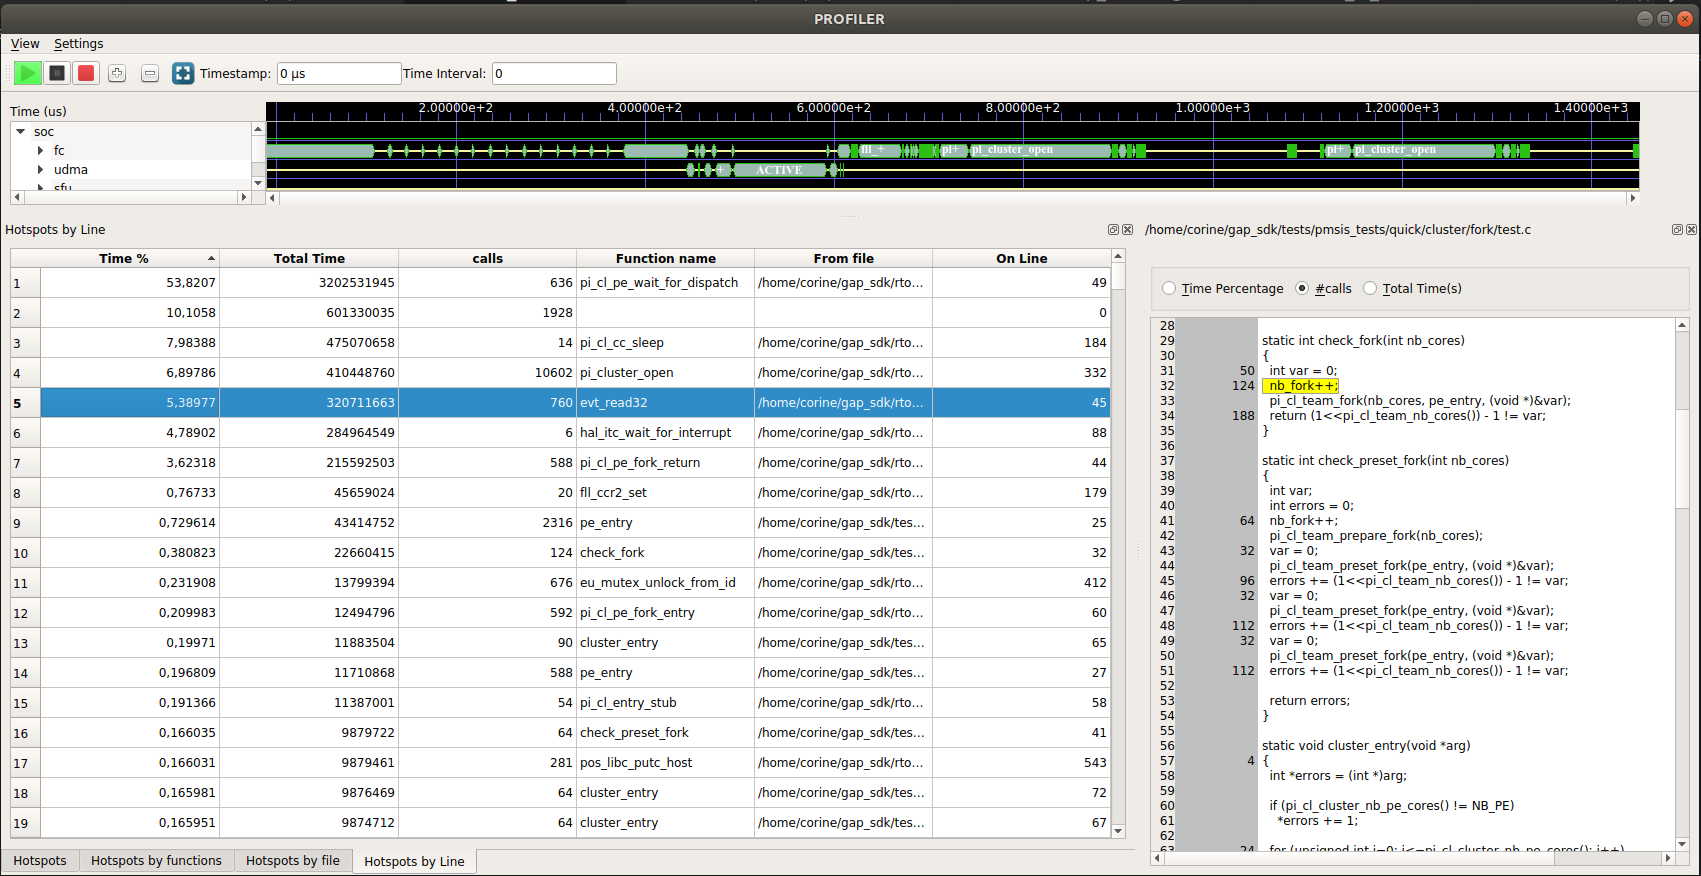 PROFILER
View Settings
Timestamp: 0 µs Time Interval: 0
Time (us) 2.00000e+2 4.00000e+2 6.00000e+2 8.00000e+2 1.00000e+3 1.20000e+3 1.40000e+3
soc
fc fll_+ pi+ pi_cluster_open pi+ pi_cluster_open
udma + ACTIVE
sfu
Hotspots by Line
Time % Total Time calls Function name From file On Line
1 53,8207 3202531945 636 pi_cl_pe_wait_for_dispatch /home/corine/gap_sdk/rto... 49
2 10,1058 601330035 1928 0
3 7,98388 475070658 14 pi_cl_cc_sleep /home/corine/gap_sdk/rto... 184
4 6,89786 410448760 10602 pi_cluster_open /home/corine/gap_sdk/rto... 332
5 5,38977 320711663 760 evt_read32 /home/corine/gap_sdk/rto... 45
6 4,78902 284964549 6 hal_itc_wait_for_interrupt /home/corine/gap_sdk/rto... 88
7 3,62318 215592503 588 pi_cl_pe_fork_return /home/corine/gap_sdk/rto... 44
8 0,76733 45659024 20 fll_ccr2_set /home/corine/gap_sdk/rto... 179
9 0,729614 43414752 2316 pe_entry /home/corine/gap_sdk/tes... 25
10 0,380823 22660415 124 check_fork /home/corine/gap_sdk/tes... 32
11 0,231908 13799394 676 eu_mutex_unlock_from_id /home/corine/gap_sdk/rto... 412
12 0,209983 12494796 592 pi_cl_pe_fork_entry /home/corine/gap_sdk/rto... 60
13 0,19971 11883504 90 cluster_entry /home/corine/gap_sdk/tes... 65
14 0,196809 11710868 588 pe_entry /home/corine/gap_sdk/tes... 27
15 0,191366 11387001 54 pi_cl_entry_stub /home/corine/gap_sdk/rto... 58
16 0,166035 9879722 64 check_preset_fork /home/corine/gap_sdk/tes... 41
17 0,166031 9879461 281 pos_libc_putc_host /home/corine/gap_sdk/rto... 543
18 0,165981 9876469 64 cluster_entry /home/corine/gap_sdk/tes... 72
19 0,165951 9874712 64 cluster_entry /home/corine/gap_sdk/tes... 67
Hotspots Hotspots by functions Hotspots by file Hotspots by Line
/home/corine/gap_sdk/tests/pmsis_tests/quick/cluster/fork/test.c
Time Percentage #calls Total Time(s)
28
29 static int check_fork(int nb_cores)
30 {
31 50 int var = 0;
32 124 nb_fork++;
33 pi_cl_team_fork(nb_cores, pe_entry, (void *)&var);
34 188 return (1<<pi_cl_team_nb_cores()) - 1 != var;
35 }
36
37 static int check_preset_fork(int nb_cores)
38 {
39 int var;
40 int errors = 0;
41 64 nb_fork++;
42 pi_cl_team_prepare_fork(nb_cores);
43 32 var = 0;
44 pi_cl_team_preset_fork(pe_entry, (void *)&var);
45 96 errors += (1<<pi_cl_team_nb_cores()) - 1 != var;
46 32 var = 0;
47 pi_cl_team_preset_fork(pe_entry, (void *)&var);
48 112 errors += (1<<pi_cl_team_nb_cores()) - 1 != var;
49 32 var = 0;
50 pi_cl_team_preset_fork(pe_entry, (void *)&var);
51 112 errors += (1<<pi_cl_team_nb_cores()) - 1 != var;
52
53 return errors;
54 }
55
56 static void cluster_entry(void *arg)
57 4 {
58 int *errors = (int *)arg;
59
60 if (pi_cl_cluster_nb_pe_cores() != NB_PE)
61 *errors += 1;
62
63 24 for (unsigned int i=0; i<=pi_cl_cluster_nb_pe_cores(); i++)